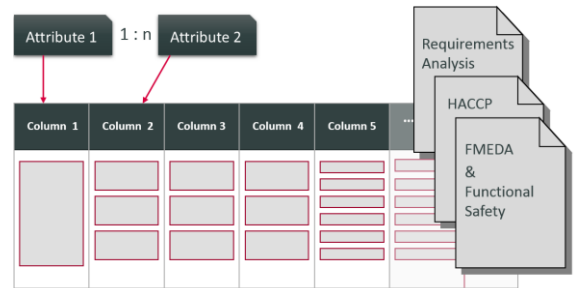 Attribute 1
1 : n
Attribute 2
Requirements
Analysis
HACCP
FMEDA
&
Functional
Safety
Column 1
Column 2
Column 3
Column 4
Column 5
...